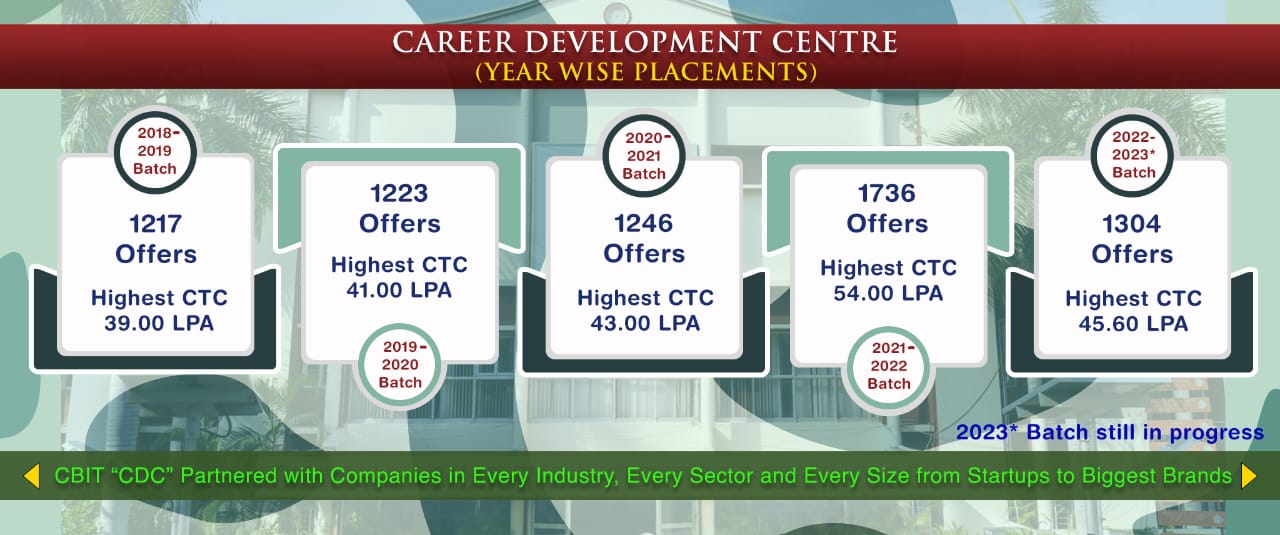 CAREER DEVELOPMENT CENTRE
(YEAR WISE PLACEMENTS)
2018-
2019
Batch
1217
Offers
Highest CTC
39.00 LPA
1223
Offers
Highest CTC
41.00 LPA
2019-
2020
Batch
2020-
2021
Batch
1246
Offers
Highest CTC
43.00 LPA
1736
Offers
Highest CTC
54.00 LPA
2021-
2022
Batch
2022-
2023*
Batch
1304
Offers
Highest CTC
45.60 LPA
2023* Batch still in progress
CBIT “CDC” Partnered with Companies in Every Industry, Every Sector and Every Size from Startups to Biggest Brands